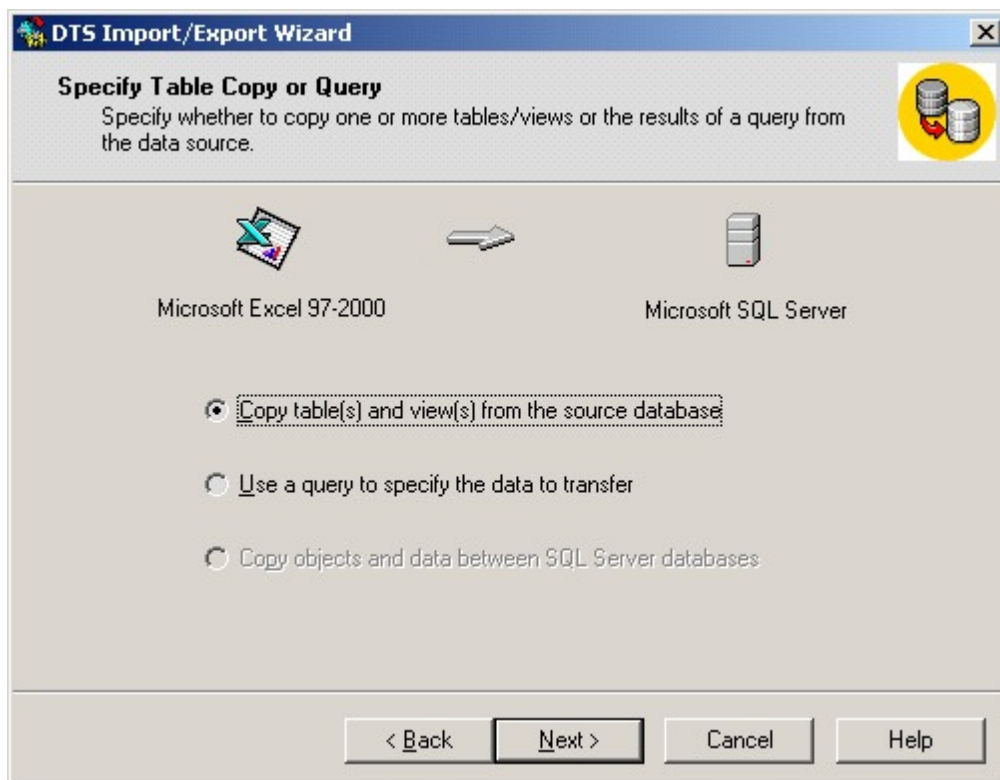 DTS Import/Export Wizard
Specify Table Copy or Query
Specify whether to copy one or more tables/views or the results of a query from
the data source.
Microsoft Excel 97-2000
Microsoft SQL Server
Copy table(s) and view(s) from the source database
Use a query to specify the data to transfer
Copy objects and data between SQL Server databases
< Back
Next >
Cancel
Help